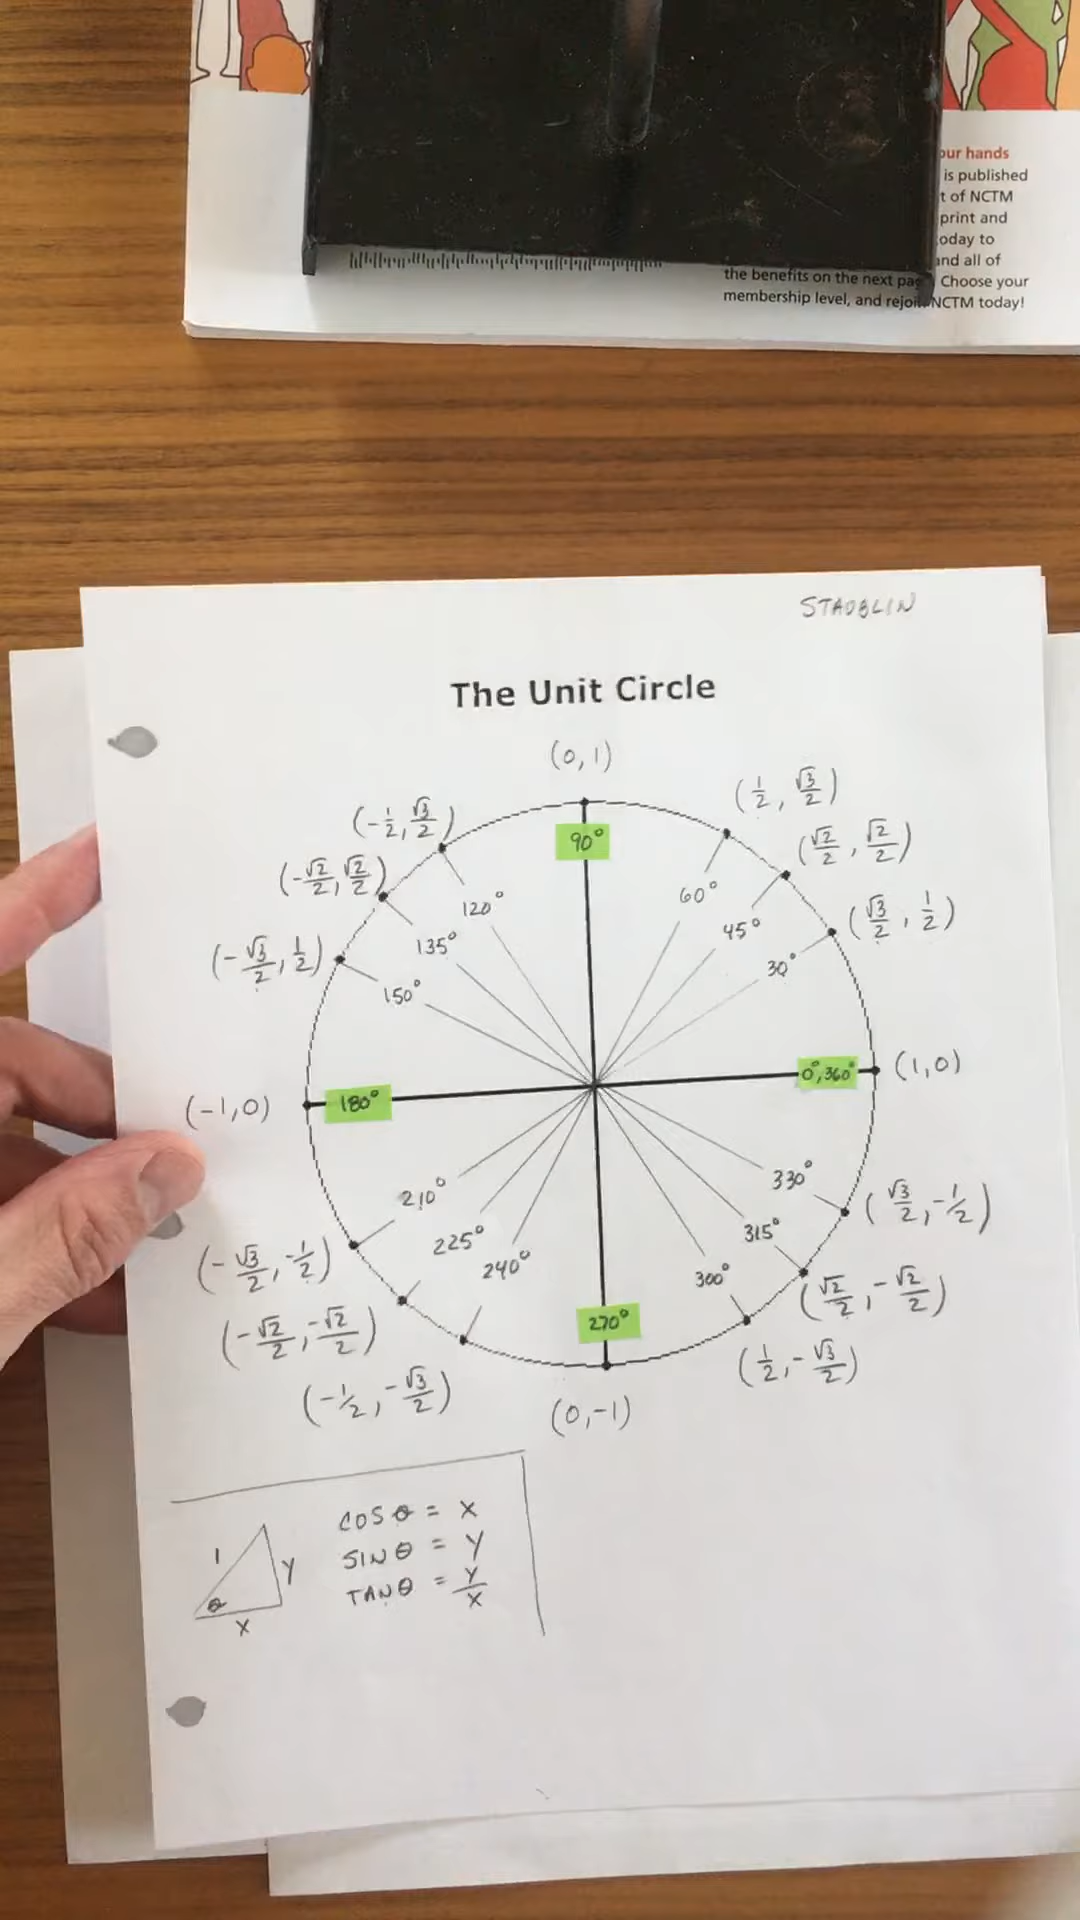 our hands
is published
t of NCTM
print and
oday to
and all of
the benefits on the next pag Choose your
membership level, and rejoin NCTM today!
STADBLIN
The Unit Circle
(0,1)
(-1/2, √3/2)
(1/2, √3/2)
(-√2/2, √2/2)
(√2/2, √2/2)
(-√3/2, 1/2)
(√3/2, 1/2)
90°
120° 60°
135° 45°
150° 30°
(-1,0) 180° 0°,360° (1,0)
210° 330°
225° 315°
240° 300°
270°
(-√3/2, -1/2)
(√3/2, -1/2)
(-√2/2, -√2/2)
(√2/2, -√2/2)
(-1/2, -√3/2)
(1/2, -√3/2)
(0,-1)
1 y
θ
x
COS θ = X
SIN θ = Y
TAN θ = Y/X